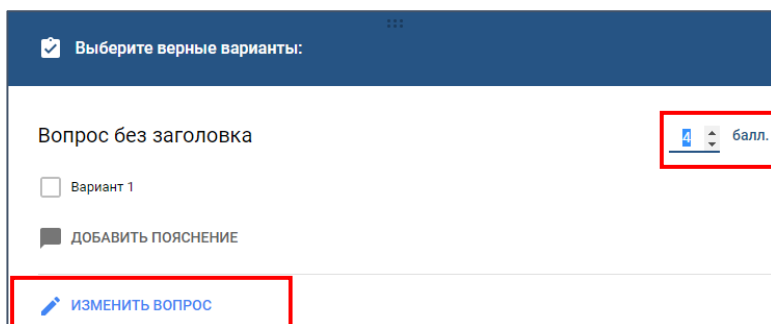 Выберите верные варианты:
Вопрос без заголовка
4 балл.
Вариант 1
ДОБАВИТЬ ПОЯСНЕНИЕ
ИЗМЕНИТЬ ВОПРОС